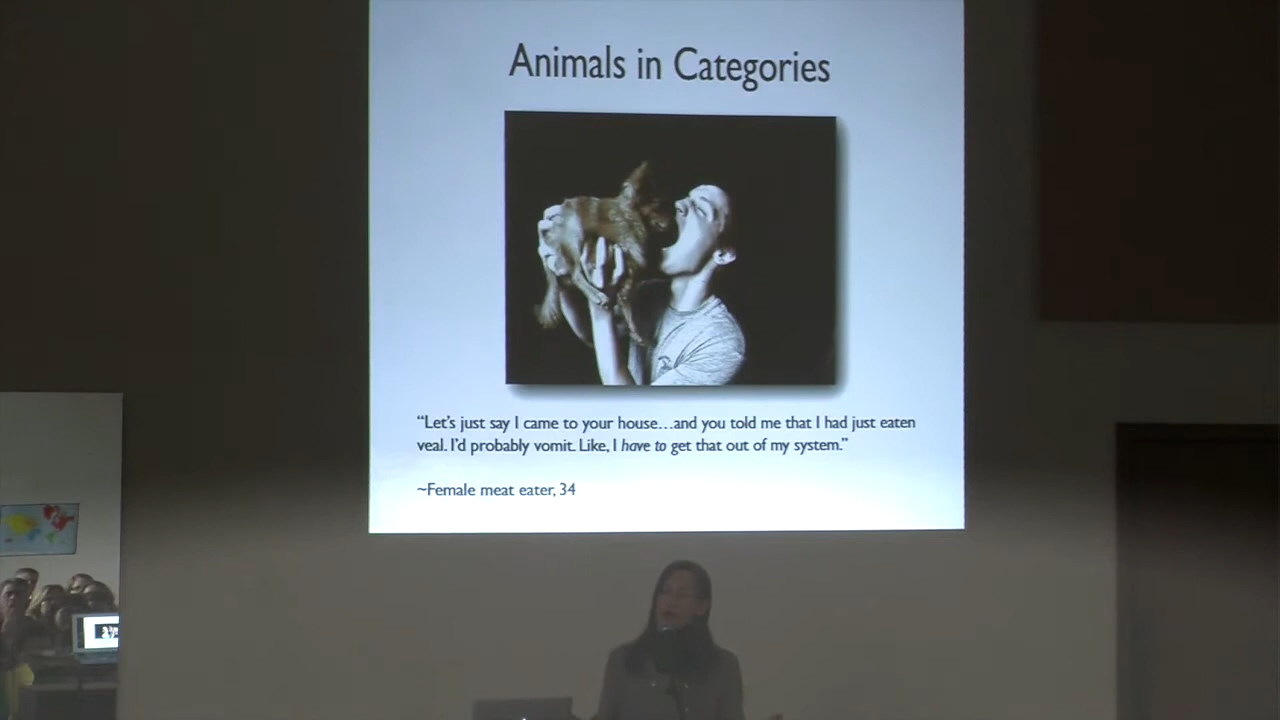 Animals in Categories
“Let's just say I came to your house…and you told me that I had just eaten
veal. I'd probably vomit. Like, I have to get that out of my system.”
~Female meat eater, 34